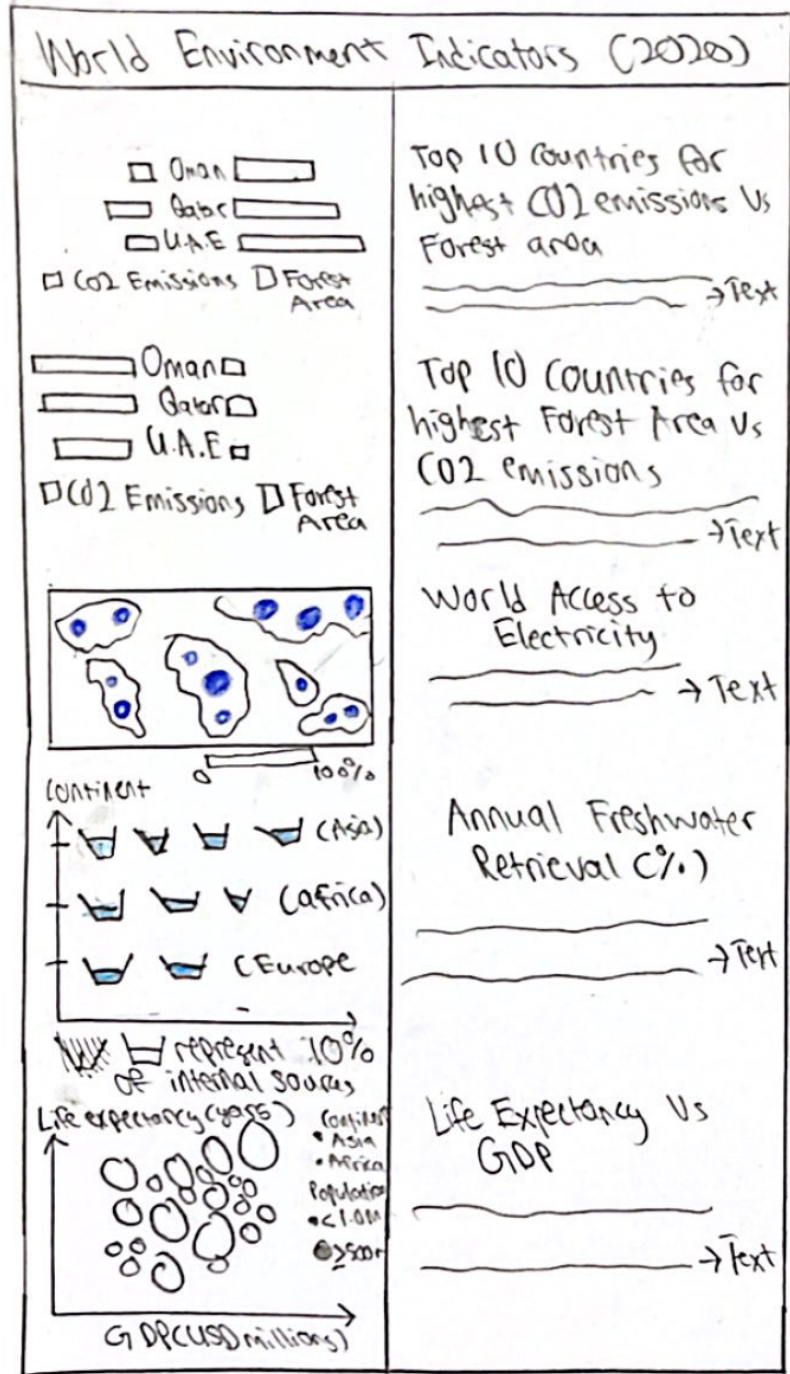 World Environment Indicators (2020)
Oman
Qatar
U.A.E
CO2 Emissions Forest
Area
Top 10 Countries for
highest CO2 emissions Vs
Forest area
→Text
Oman
Qatar
U.A.E
CO2 Emissions Forest
Area
Top 10 Countries for
highest Forest Area Vs
CO2 emissions
→Text
0 100%
World Access to
Electricity
→Text
Continent
(Asia)
(africa)
(Europe
represent 10%
of internal sources
Annual Freshwater
Retrieval (%)
→Text
Life expectancy (years)
Continent
• Asia
• Africa
Population
<1.0M
GDP(USD millions)
Life Expectancy Vs
GDP
→Text